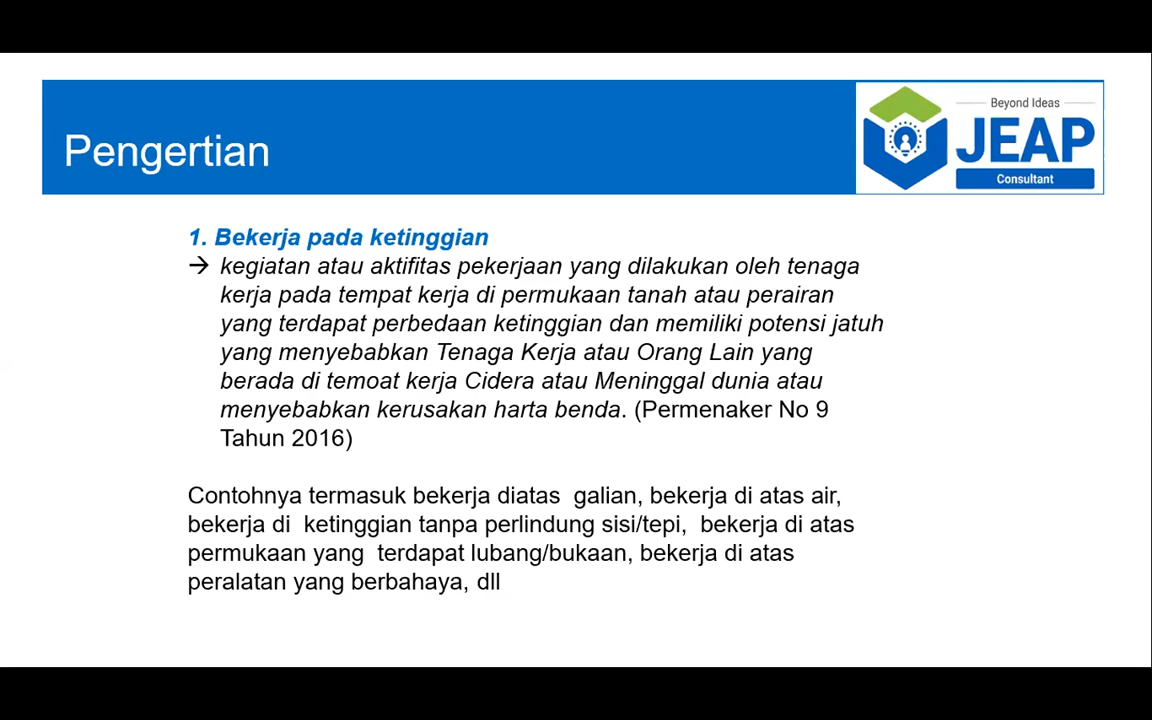 Pengertian
Beyond Ideas
JEAP
Consultant
1. Bekerja pada ketinggian
→ kegiatan atau aktifitas pekerjaan yang dilakukan oleh tenaga
kerja pada tempat kerja di permukaan tanah atau perairan
yang terdapat perbedaan ketinggian dan memiliki potensi jatuh
yang menyebabkan Tenaga Kerja atau Orang Lain yang
berada di temoat kerja Cidera atau Meninggal dunia atau
menyebabkan kerusakan harta benda. (Permenaker No 9
Tahun 2016)
Contohnya termasuk bekerja diatas  galian, bekerja di atas air,
bekerja di  ketinggian tanpa perlindung sisi/tepi,  bekerja di atas
permukaan yang  terdapat lubang/bukaan, bekerja di atas
peralatan yang berbahaya, dll